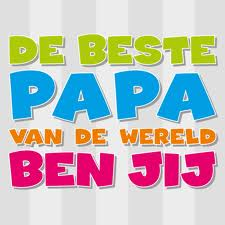 DE BESTE
PAPA
VAN DE WERELD
BEN JIJ